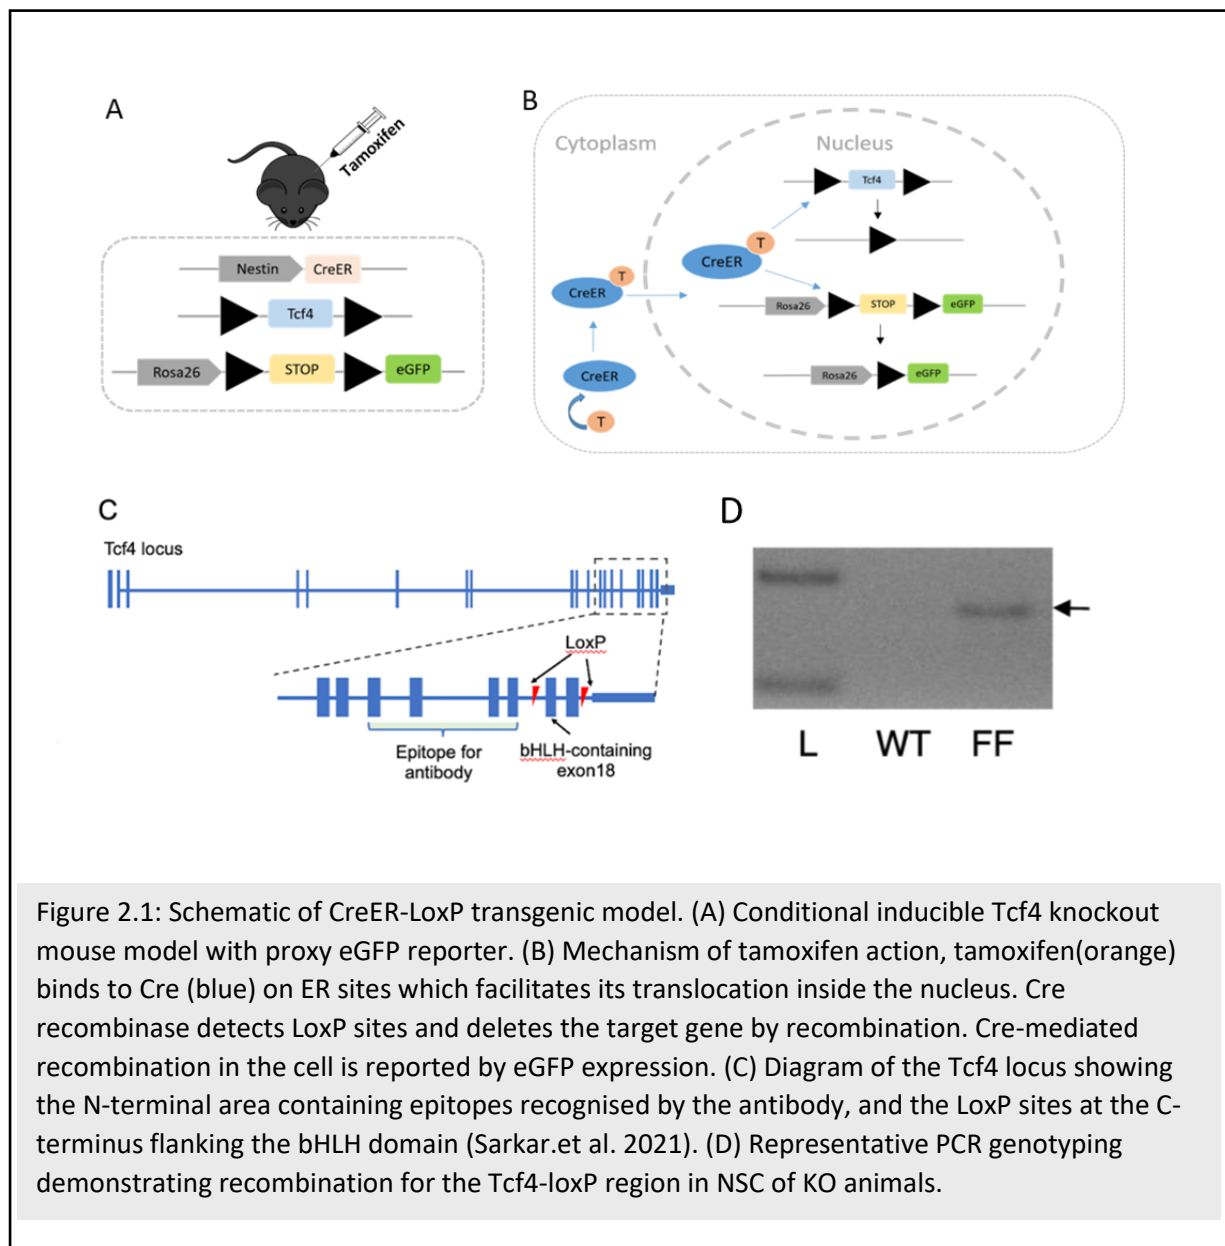 A
Tamoxifen
Nestin CreER
Tcf4
Rosa26 STOP eGFP
B
Cytoplasm Nucleus
Tcf4
T
CreER
T
CreER
Rosa26 STOP eGFP
CreER
T
Rosa26 eGFP
C
Tcf4 locus
LoxP
Epitope for
antibody
bHLH-containing
exon18
D
L WT FF
Figure 2.1: Schematic of CreER-LoxP transgenic model. (A) Conditional inducible Tcf4 knockout
mouse model with proxy eGFP reporter. (B) Mechanism of tamoxifen action, tamoxifen(orange)
binds to Cre (blue) on ER sites which facilitates its translocation inside the nucleus. Cre
recombinase detects LoxP sites and deletes the target gene by recombination. Cre-mediated
recombination in the cell is reported by eGFP expression. (C) Diagram of the Tcf4 locus showing
the N-terminal area containing epitopes recognised by the antibody, and the LoxP sites at the C-
terminus flanking the bHLH domain (Sarkar.et al. 2021). (D) Representative PCR genotyping
demonstrating recombination for the Tcf4-loxP region in NSC of KO animals.